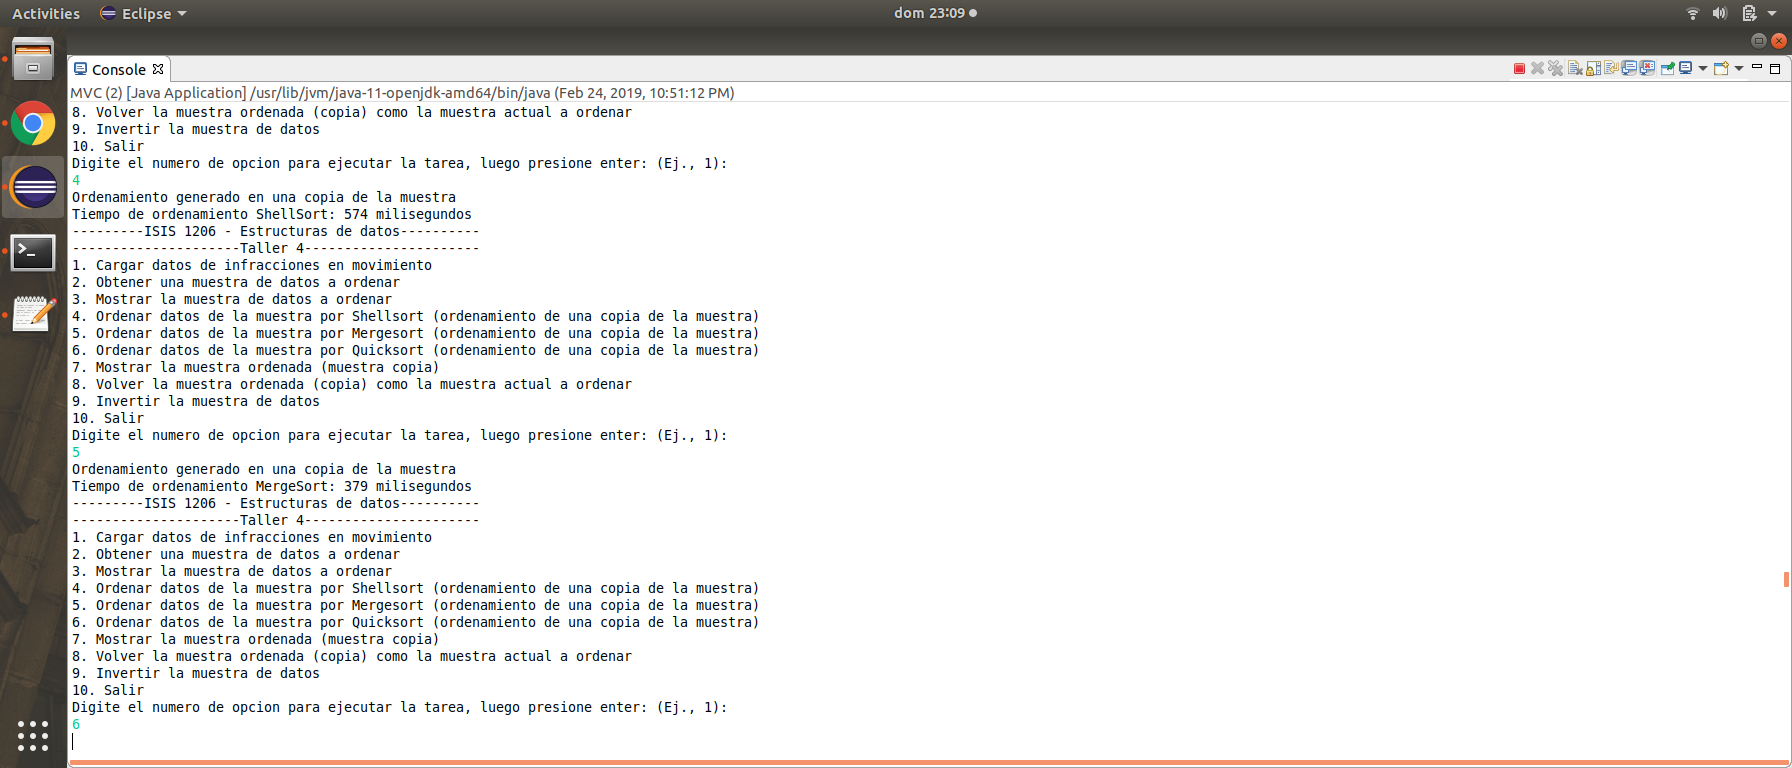 Activities Eclipse dom 23:09
Console
MVC (2) [Java Application] /usr/lib/jvm/java-11-openjdk-amd64/bin/java (Feb 24, 2019, 10:51:12 PM)
8. Volver la muestra ordenada (copia) como la muestra actual a ordenar
9. Invertir la muestra de datos
10. Salir
Digite el numero de opcion para ejecutar la tarea, luego presione enter: (Ej., 1):
4
Ordenamiento generado en una copia de la muestra
Tiempo de ordenamiento ShellSort: 574 milisegundos
---------ISIS 1206 - Estructuras de datos----------
---------------------Taller 4----------------------
1. Cargar datos de infracciones en movimiento
2. Obtener una muestra de datos a ordenar
3. Mostrar la muestra de datos a ordenar
4. Ordenar datos de la muestra por Shellsort (ordenamiento de una copia de la muestra)
5. Ordenar datos de la muestra por Mergesort (ordenamiento de una copia de la muestra)
6. Ordenar datos de la muestra por Quicksort (ordenamiento de una copia de la muestra)
7. Mostrar la muestra ordenada (muestra copia)
8. Volver la muestra ordenada (copia) como la muestra actual a ordenar
9. Invertir la muestra de datos
10. Salir
Digite el numero de opcion para ejecutar la tarea, luego presione enter: (Ej., 1):
5
Ordenamiento generado en una copia de la muestra
Tiempo de ordenamiento MergeSort: 379 milisegundos
---------ISIS 1206 - Estructuras de datos----------
---------------------Taller 4----------------------
1. Cargar datos de infracciones en movimiento
2. Obtener una muestra de datos a ordenar
3. Mostrar la muestra de datos a ordenar
4. Ordenar datos de la muestra por Shellsort (ordenamiento de una copia de la muestra)
5. Ordenar datos de la muestra por Mergesort (ordenamiento de una copia de la muestra)
6. Ordenar datos de la muestra por Quicksort (ordenamiento de una copia de la muestra)
7. Mostrar la muestra ordenada (muestra copia)
8. Volver la muestra ordenada (copia) como la muestra actual a ordenar
9. Invertir la muestra de datos
10. Salir
Digite el numero de opcion para ejecutar la tarea, luego presione enter: (Ej., 1):
6